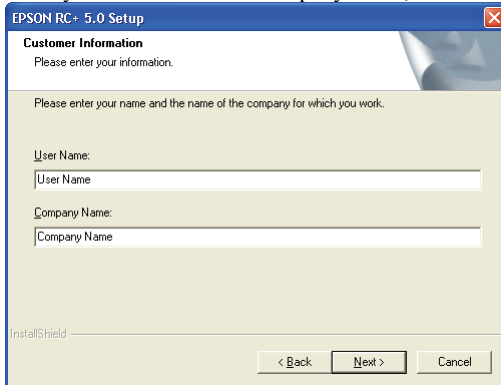 EPSON RC+ 5.0 Setup
Customer Information
Please enter your information.
Please enter your name and the name of the company for which you work.
User Name:
User Name
Company Name:
Company Name
InstallShield
< Back
Next >
Cancel